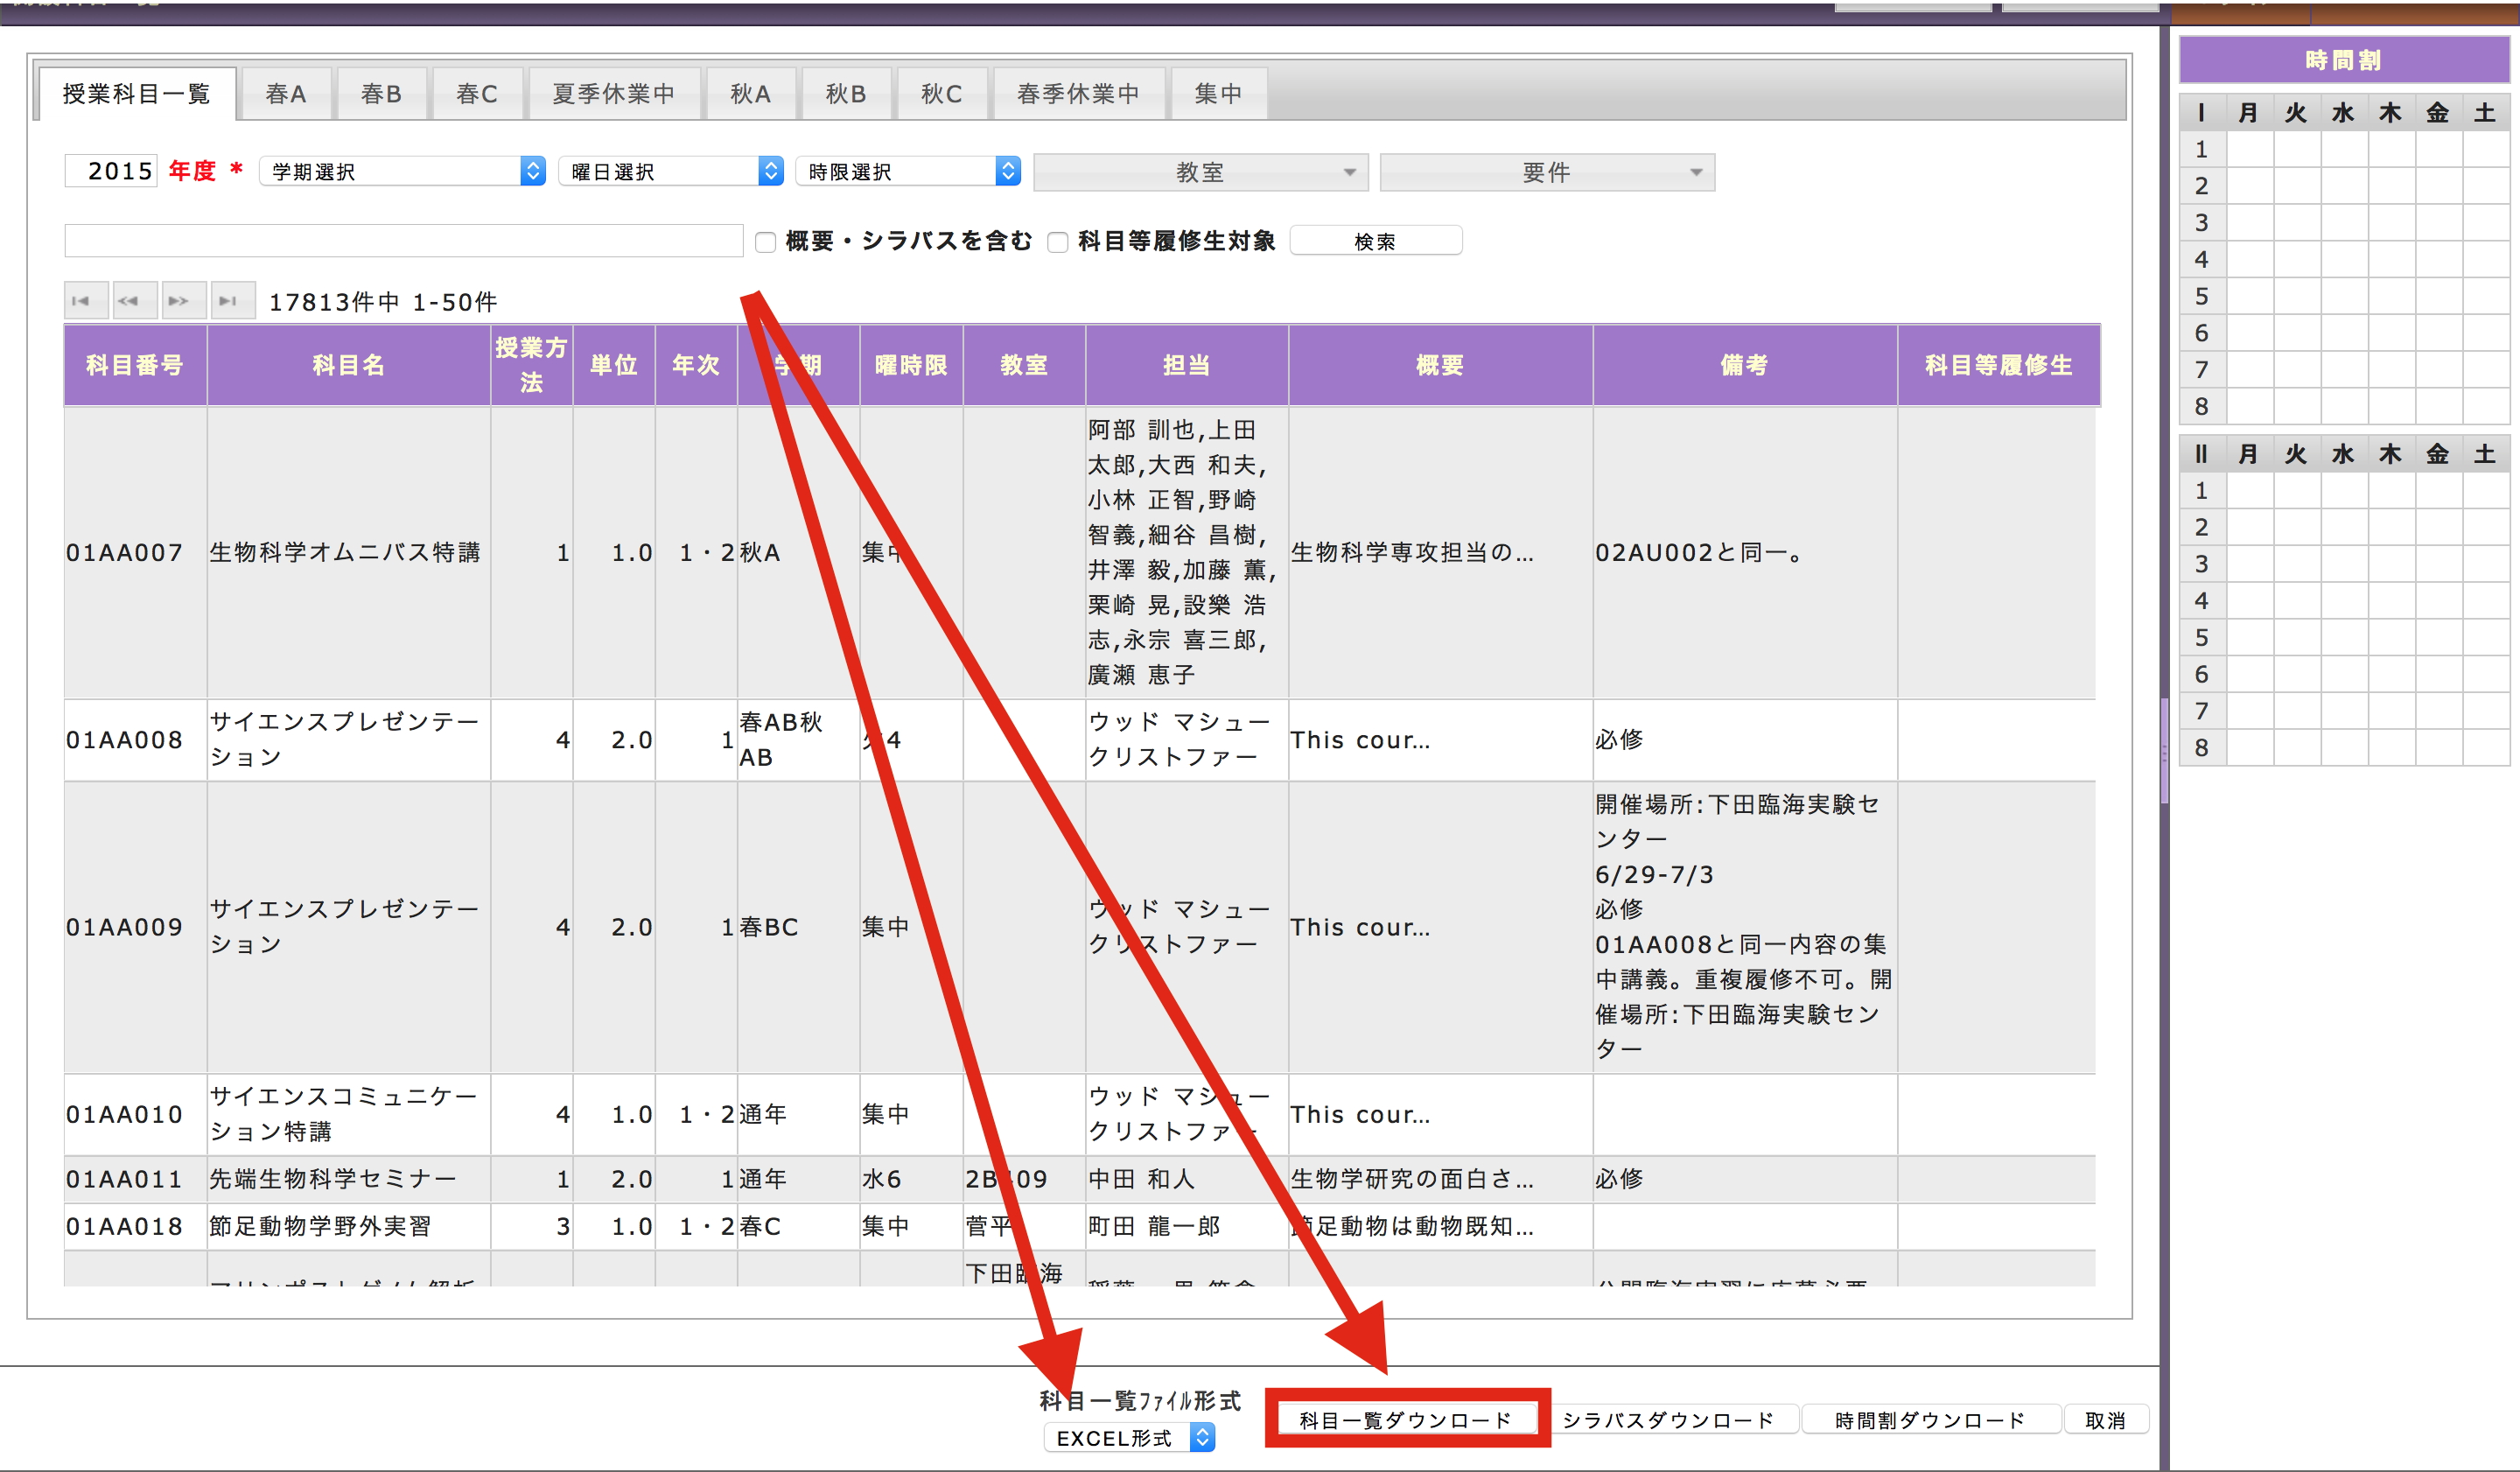 授業科目一覧 春A 春B 春C 夏季休業中 秋A 秋B 秋C 春季休業中 集中
2015 年度 * 学期選択 曜日選択 時限選択 教室 要件
概要・シラバスを含む 科目等履修生対象 検索
17813件中 1-50件
科目番号 科目名 授業方法 単位 年次 学期 曜時限 教室 担当 概要 備考 科目等履修生
01AA007 生物科学オムニバス特講 1 1.0 1・2 秋A 集中
阿部 訓也,上田
太郎,大西 和夫,
小林 正智,野崎
智義,細谷 昌樹,
井澤 毅,加藤 薫,
栗崎 晃,設樂 浩
志,永宗 喜三郎,
廣瀬 恵子
生物科学専攻担当の... 02AU002と同一。
01AA008
サイエンスプレゼンテー
ション
4 2.0 1
春AB秋
AB
4
ウッド マシュー
クリストファー
This cour... 必修
01AA009
サイエンスプレゼンテー
ション
4 2.0 1 春BC 集中
ウッド マシュー
クリストファー
This cour...
開催場所:下田臨海実験セ
ンター
6/29-7/3
必修
01AA008と同一内容の集
中講義。重複履修不可。開
催場所:下田臨海実験セン
ター
01AA010
サイエンスコミュニケー
ション特講
4 1.0 1・2 通年 集中
ウッド マシュー
クリストファー
This cour...
01AA011 先端生物科学セミナー 1 2.0 1 通年 水6 中田 和人 生物学研究の面白さ... 必修
01AA018 節足動物学野外実習 3 1.0 1・2 春C 集中 菅平 町田 龍一郎 節足動物は動物既知...
下田臨海
科目一覧ファイル形式
EXCEL形式
科目一覧ダウンロード シラバスダウンロード 時間割ダウンロード 取消
時間割
I 月 火 水 木 金 土
1
2
3
4
5
6
7
8
II 月 火 水 木 金 土
1
2
3
4
5
6
7
8